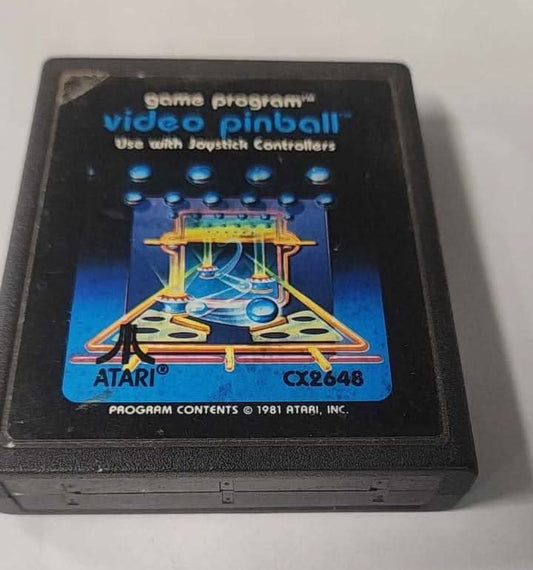 game program™
video pinball™
Use with Joystick Controllers
ATARI® CX2648
PROGRAM CONTENTS © 1981 ATARI, INC.